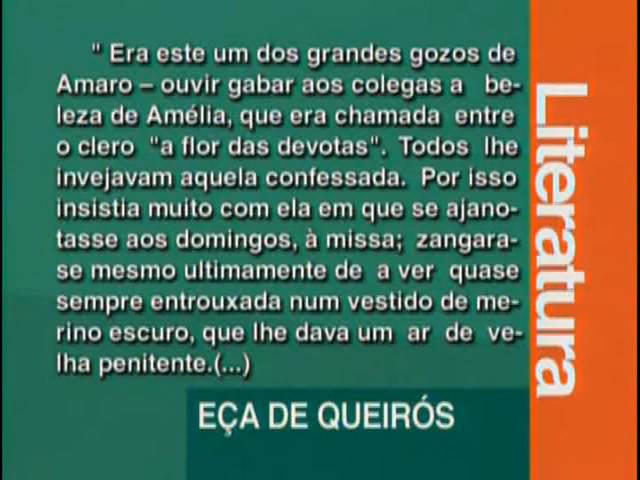 " Era este um dos grandes gozos de
Amaro – ouvir gabar aos colegas a be-
leza de Amélia, que era chamada entre
o clero "a flor das devotas". Todos lhe
invejavam aquela confessada. Por isso
insistia muito com ela em que se ajano-
tasse aos domingos, à missa; zangara-
se mesmo ultimamente de a ver quase
sempre entrouxada num vestido de me-
rino escuro, que lhe dava um ar de ve-
lha penitente.(...)
EÇA DE QUEIRÓS
Literatura